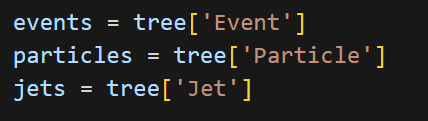 events = tree['Event']
particles = tree['Particle']
jets = tree['Jet']